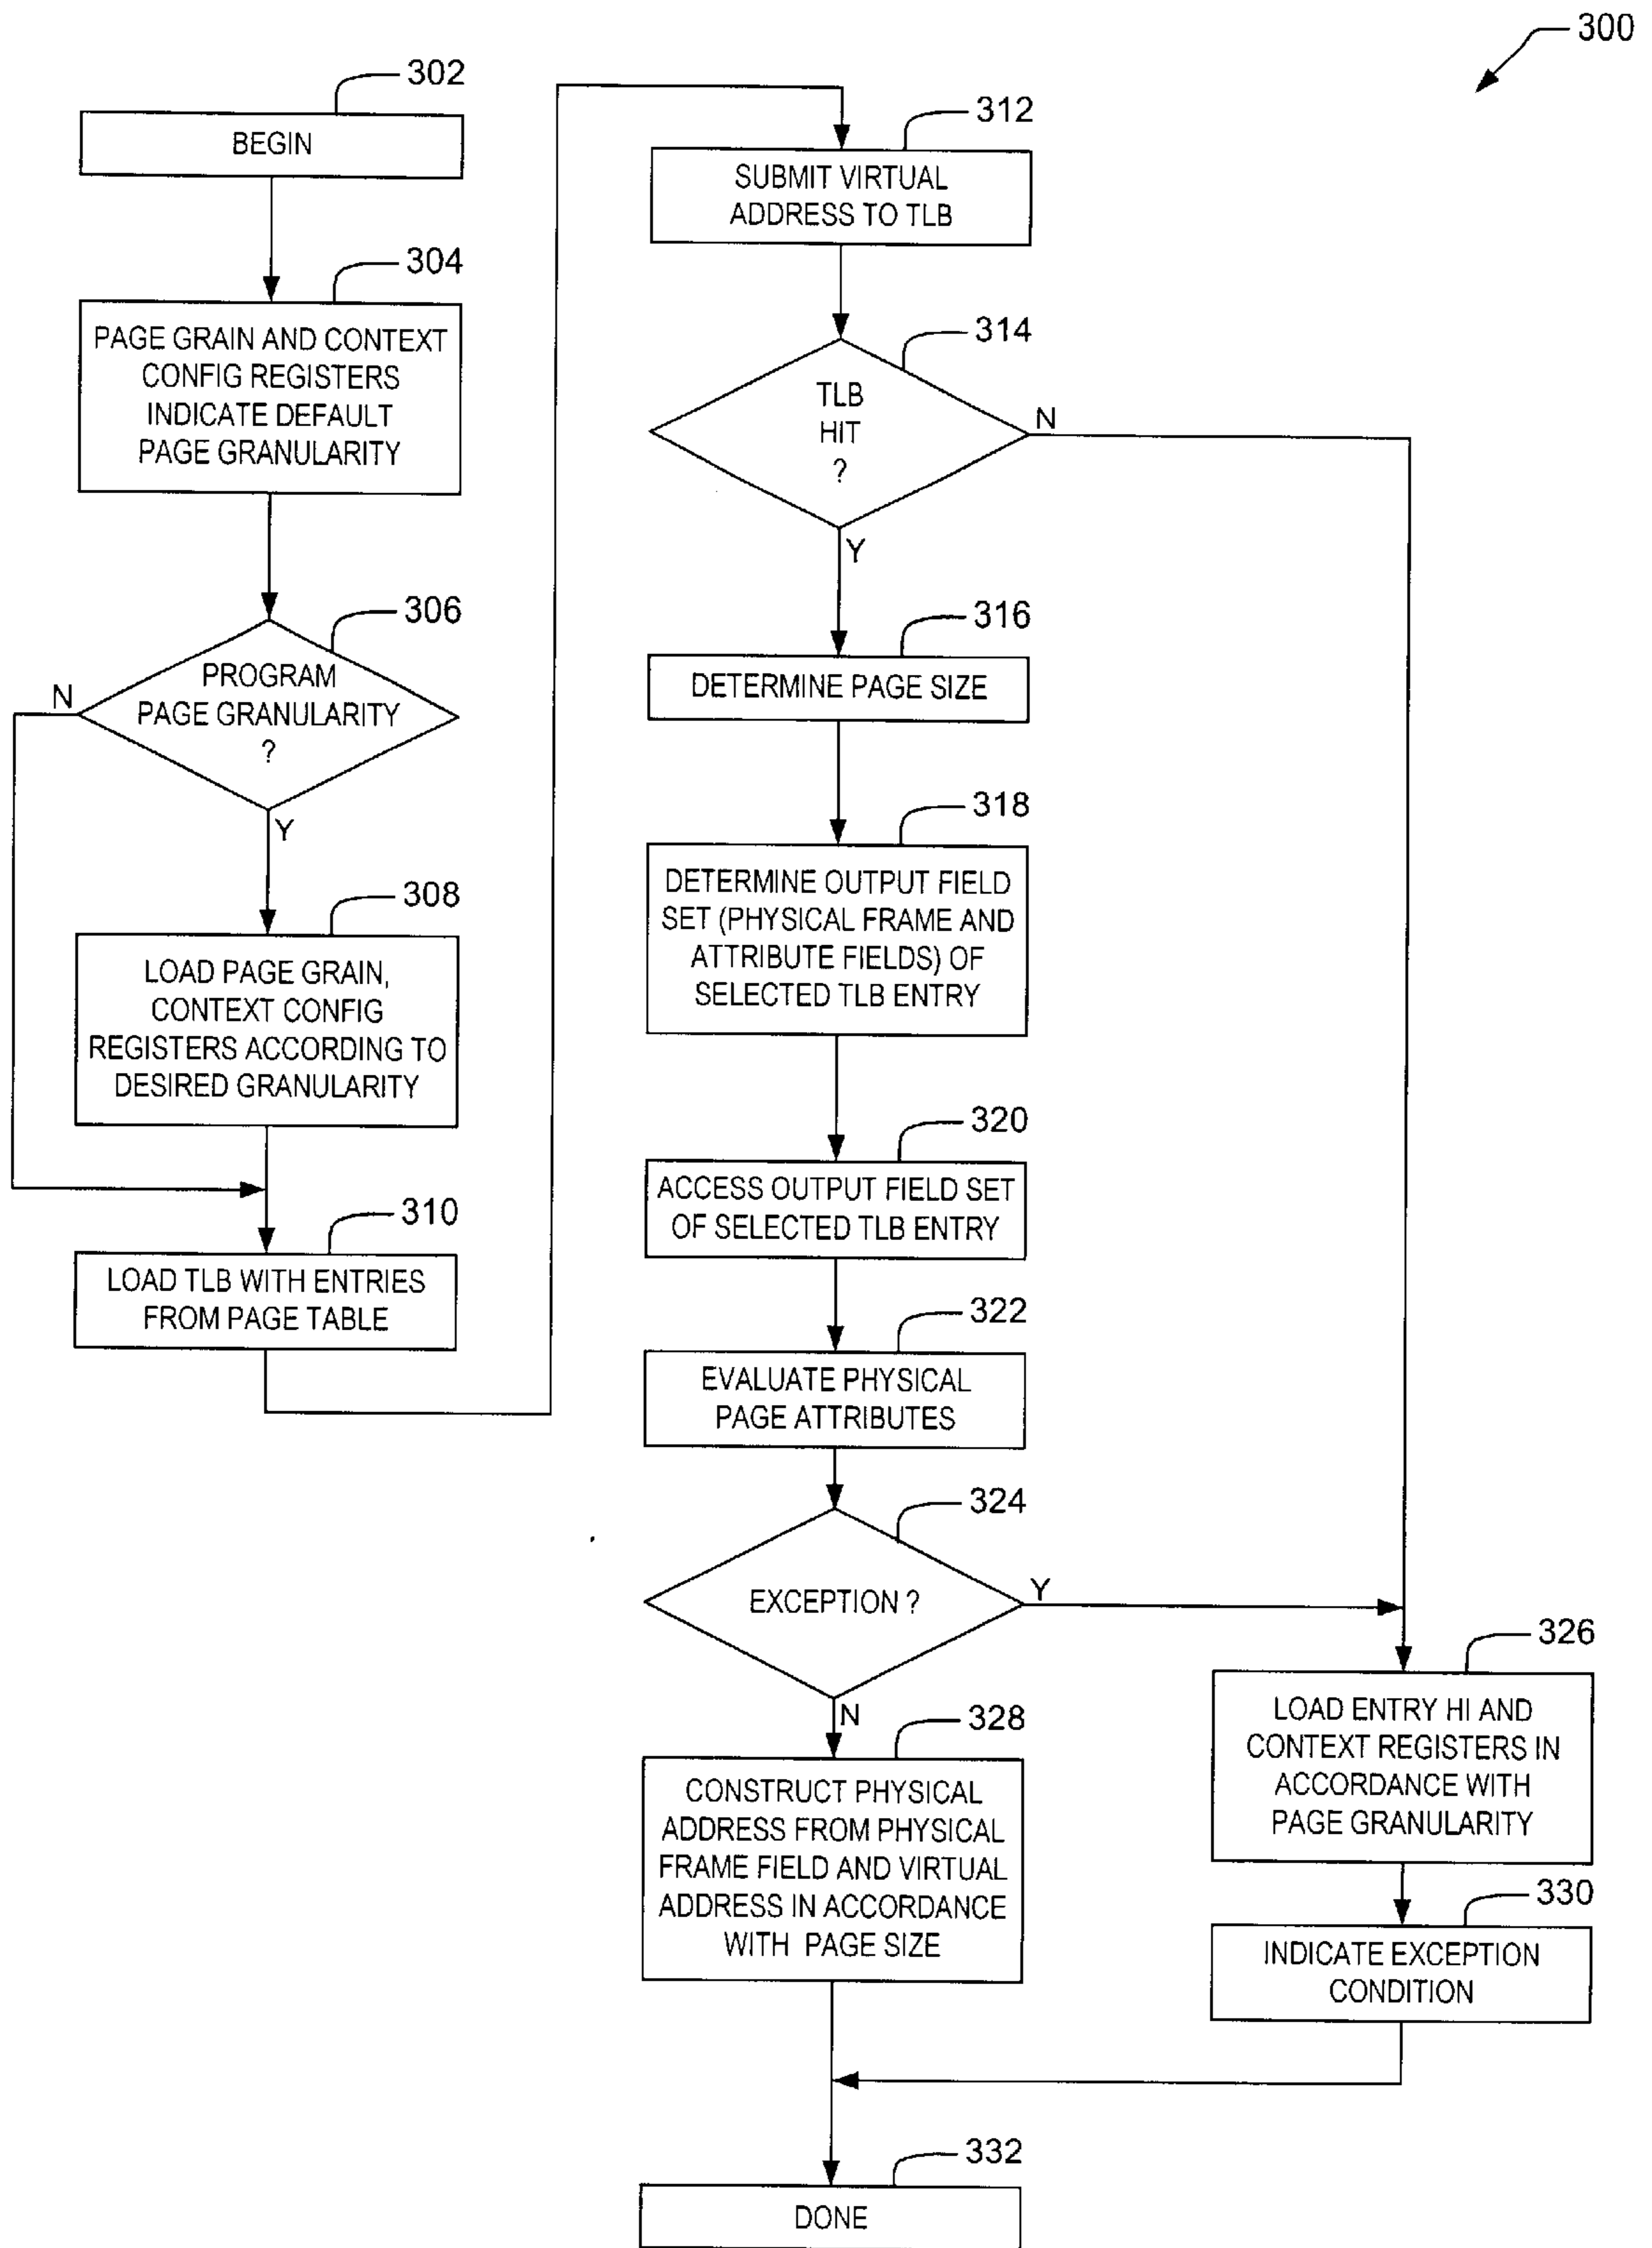 300
302
BEGIN
304
PAGE GRAIN AND CONTEXT
CONFIG REGISTERS
INDICATE DEFAULT
PAGE GRANULARITY
306
PROGRAM
PAGE GRANULARITY
?
N
Y
308
LOAD PAGE GRAIN,
CONTEXT CONFIG
REGISTERS ACCORDING TO
DESIRED GRANULARITY
310
LOAD TLB WITH ENTRIES
FROM PAGE TABLE
312
SUBMIT VIRTUAL
ADDRESS TO TLB
314
TLB
HIT
?
N
Y
316
DETERMINE PAGE SIZE
318
DETERMINE OUTPUT FIELD
SET (PHYSICAL FRAME AND
ATTRIBUTE FIELDS) OF
SELECTED TLB ENTRY
320
ACCESS OUTPUT FIELD SET
OF SELECTED TLB ENTRY
322
EVALUATE PHYSICAL
PAGE ATTRIBUTES
324
EXCEPTION ?
Y
N
326
LOAD ENTRY HI AND
CONTEXT REGISTERS IN
ACCORDANCE WITH
PAGE GRANULARITY
328
CONSTRUCT PHYSICAL
ADDRESS FROM PHYSICAL
FRAME FIELD AND VIRTUAL
ADDRESS IN ACCORDANCE
WITH PAGE SIZE
330
INDICATE EXCEPTION
CONDITION
332
DONE